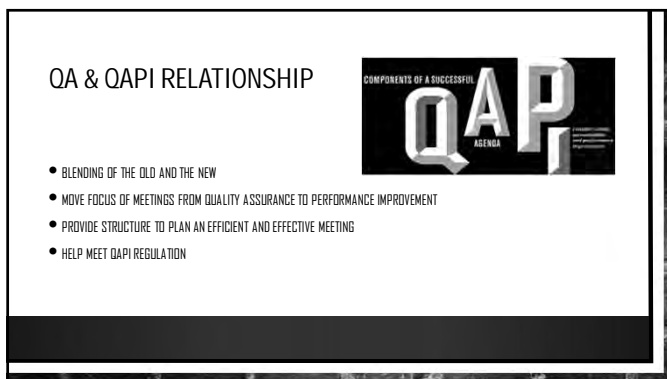 QA & QAPI RELATIONSHIP
COMPONENTS OF A SUCCESSFUL
QAPI
AGENDA
• BLENDING OF THE OLD AND THE NEW
• MOVE FOCUS OF MEETINGS FROM QUALITY ASSURANCE TO PERFORMANCE IMPROVEMENT
• PROVIDE STRUCTURE TO PLAN AN EFFICIENT AND EFFECTIVE MEETING
• HELP MEET QAPI REGULATION